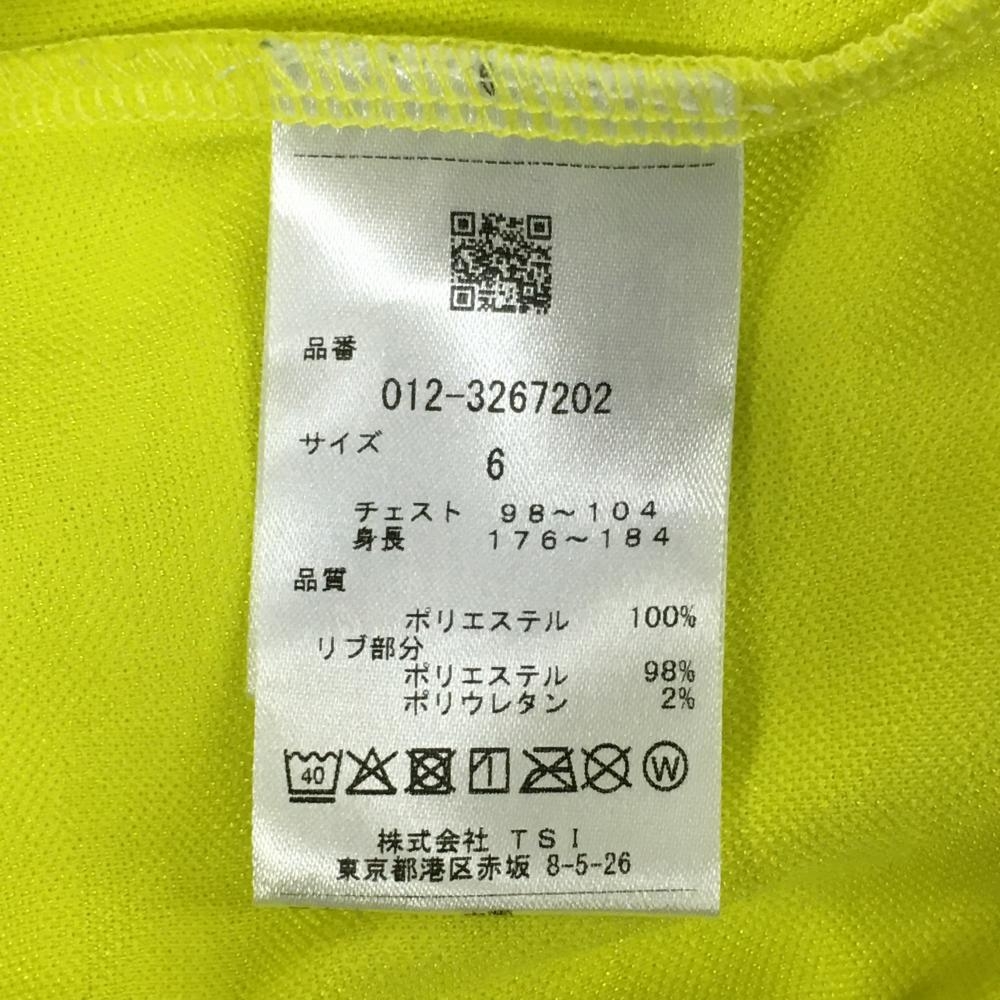 品番
012-3267202
サイズ
6
チェスト 98～104
身長 176～184
品質
ポリエステル 100%
リブ部分
ポリエステル 98%
ポリウレタン 2%
40 W
株式会社 TSI
東京都港区赤坂 8-5-26